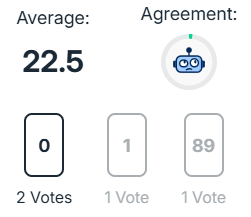 Average: Agreement:
22.5
0 1 89
2 Votes 1 Vote 1 Vote